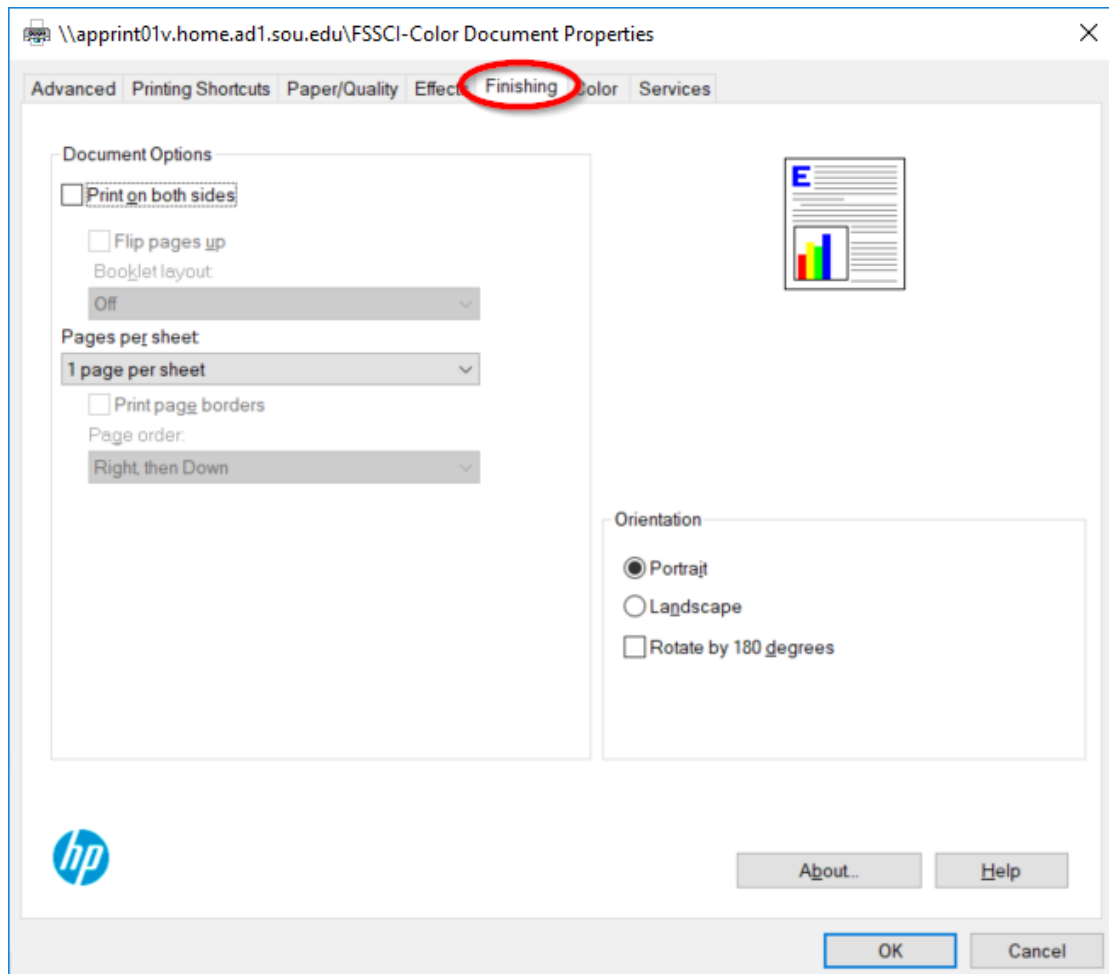 \\apprint01v.home.ad1.sou.edu\FSSCI-Color Document Properties
Advanced Printing Shortcuts Paper/Quality Effects Finishing Color Services
Document Options
Print on both sides
Flip pages up
Booklet layout:
Off
Pages per sheet:
1 page per sheet
Print page borders
Page order:
Right, then Down
E
Orientation
Portrait
Landscape
Rotate by 180 degrees
hp
About...
Help
OK
Cancel